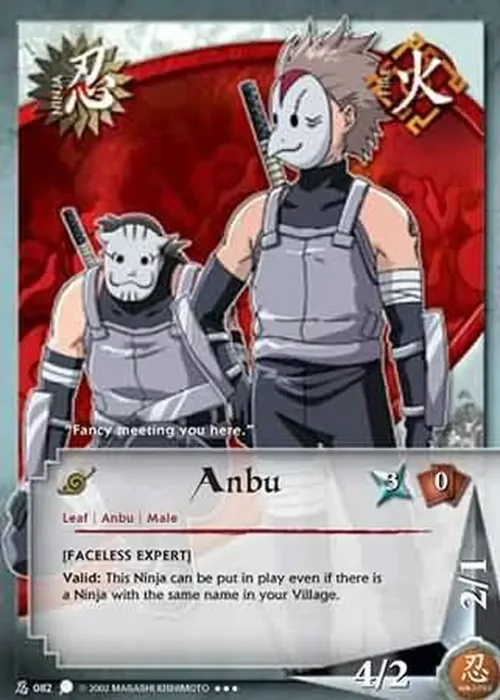 忍
NINJA
火
FIRE
"Fancy meeting you here."
Anbu
3
0
Leaf | Anbu | Male
[FACELESS EXPERT]
Valid: This Ninja can be put in play even if there is
a Ninja with the same name in your Village.
2/1
4/2
忍
082
© 2002 MASASHI KISHIMOTO